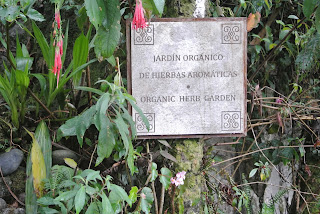 JARDÍN ORGÁNICO
DE HIERBAS AROMÁTICAS
ORGANIC HERB GARDEN